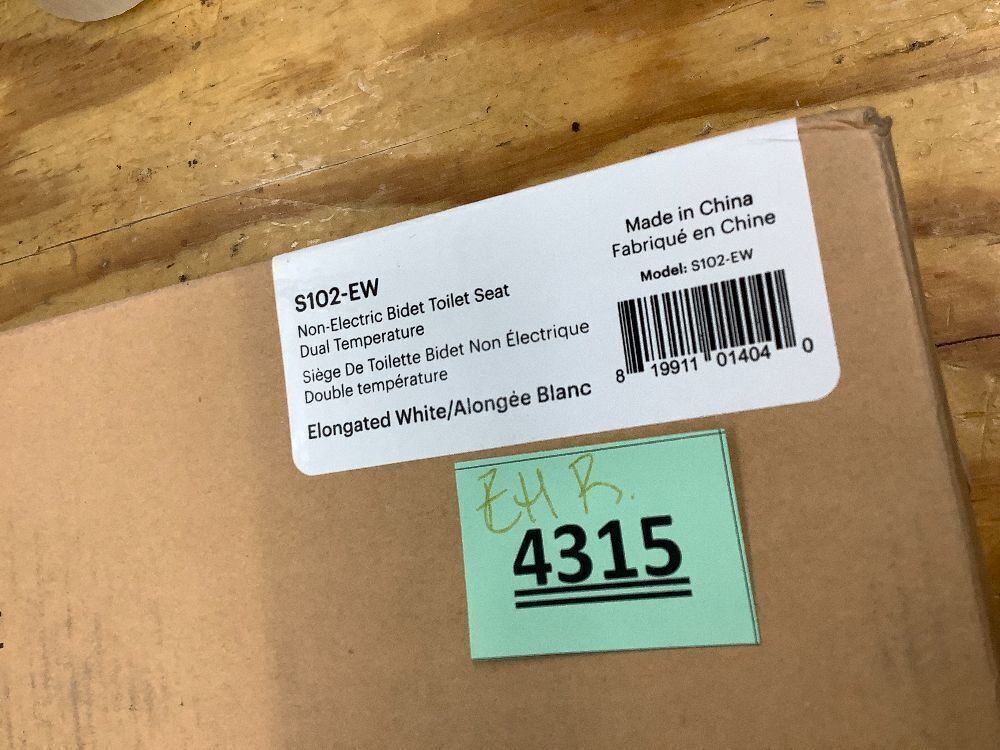 S102-EW
Non-Electric Bidet Toilet Seat
Dual Temperature
Siège De Toilette Bidet Non Électrique
Double température
Elongated White/Alongée Blanc
Made in China
Fabriqué en Chine
Model: S102-EW
8 19911 01404 0
EH R.
4315